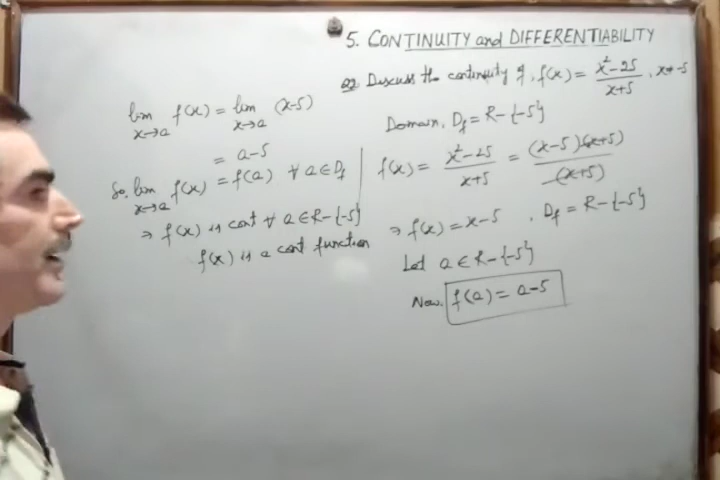 5. CONTINUITY and DIFFERENTIABILITY
Q2 Discuss the continuity of, f(x) = x²-25 / x+5, x≠-5
Domain, Df = R-{-5}
f(x) = x²-25 / x+5 = (x-5)(x+5) / (x+5)
⇒ f(x) = x-5 , Df = R-{-5}
Let a ∈ R-{-5}
Now, f(a) = a-5
lim x→a f(x) = lim x→a (x-5)
= a-5
So, lim x→a f(x) = f(a) ∀ a∈Df
⇒ f(x) is cont ∀ a∈R-{-5}
f(x) is a cont function